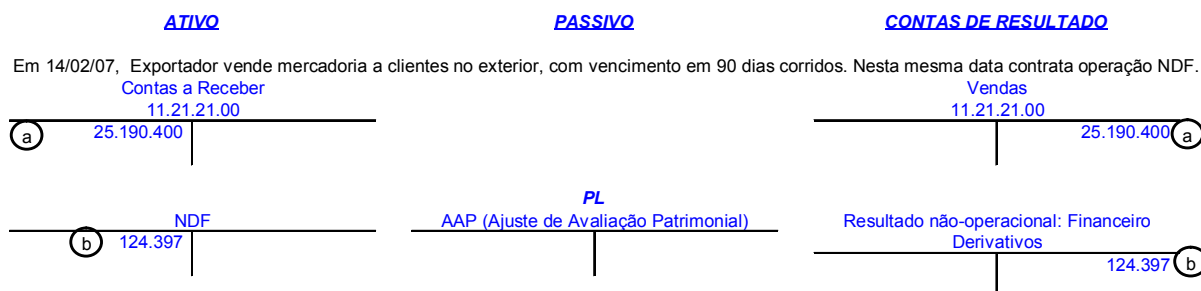 ATIVO PASSIVO CONTAS DE RESULTADO
Em 14/02/07, Exportador vende mercadoria a clientes no exterior, com vencimento em 90 dias corridos. Nesta mesma data contrata operação NDF.
Contas a Receber Vendas
11.21.21.00 11.21.21.00
a 25.190.400 25.190.400 a
PL
NDF AAP (Ajuste de Avaliação Patrimonial) Resultado não-operacional: Financeiro
Derivativos
b 124.397 124.397 b